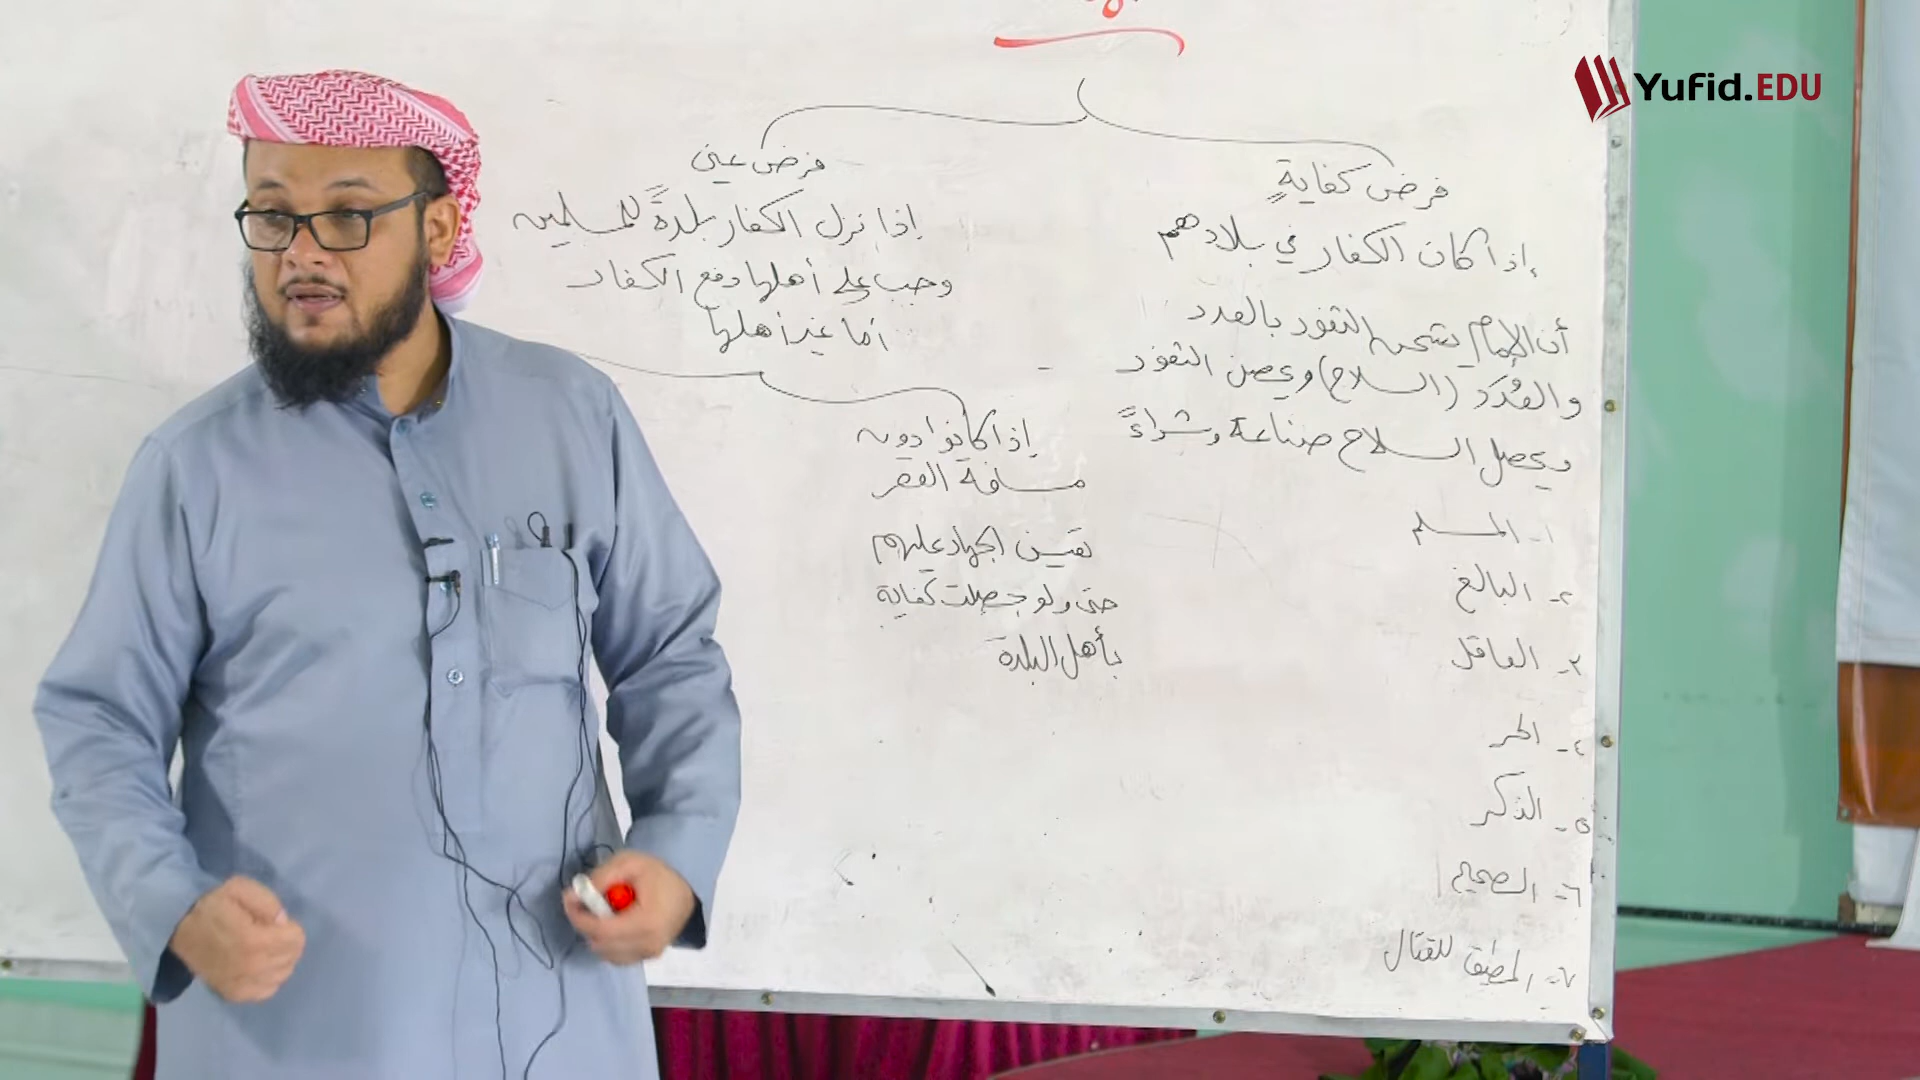 Yufid.EDU
فرض كفايةٍ
إذا كان الكفار في بلادهم
أن الإمام يشحن الثغور بالعدد
والعُدَد (السلاح) ويحصن الثغور
ويحصل السلاح صناعة وشراءً
١- المسلم
٢- البالغ
٣- العاقل
٤- الحر
٥- الذكر
٦- الصحيح
٧- المطيق للقتال
فرض عين
إذا نزل الكفار بلدةً للمسلمين
وجب على أهلها دفع الكفار
أما غير أهلها
إذا كانوا دون
مسافة القصر
تعين الجهاد عليهم
حتى ولو حصلت كفاية
بأهل البلدة